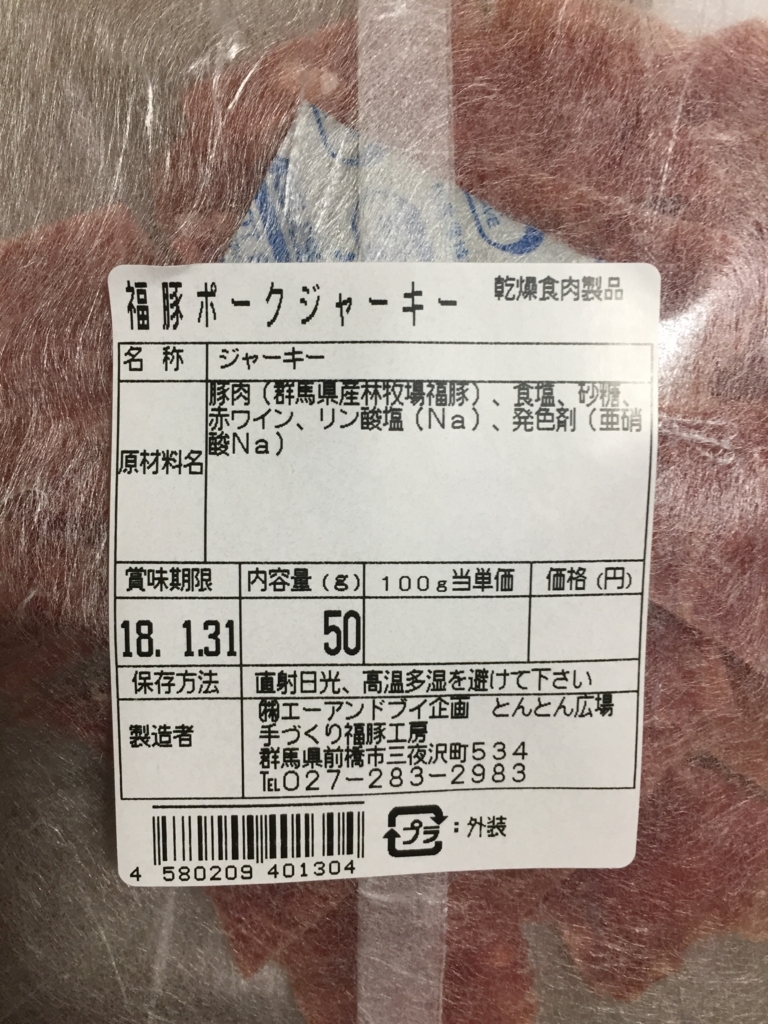 福豚ポークジャーキー 乾燥食肉製品
名称 ジャーキー
原材料名
豚肉（群馬県産林牧場福豚）、食塩、砂糖、
赤ワイン、リン酸塩（Na）、発色剤（亜硝
酸Na）
賞味期限 内容量（g） 100g当単価 価格（円）
18. 1.31 50
保存方法 直射日光、高温多湿を避けて下さい
製造者
㈱エーアンドブイ企画 とんとん広場
手づくり福豚工房
群馬県前橋市三夜沢町534
℡027-283-2983
プラ：外装
4 580209 401304